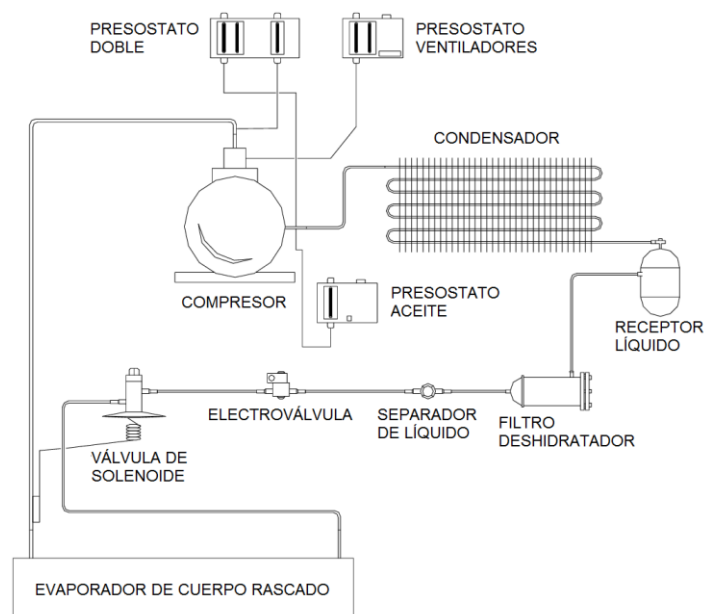 PRESOSTATO
DOBLE
PRESOSTATO
VENTILADORES
CONDENSADOR
COMPRESOR
PRESOSTATO
ACEITE
RECEPTOR
LÍQUIDO
ELECTROVÁLVULA
SEPARADOR
DE LÍQUIDO
FILTRO
DESHIDRATADOR
VÁLVULA DE
SOLENOIDE
EVAPORADOR DE CUERPO RASCADO